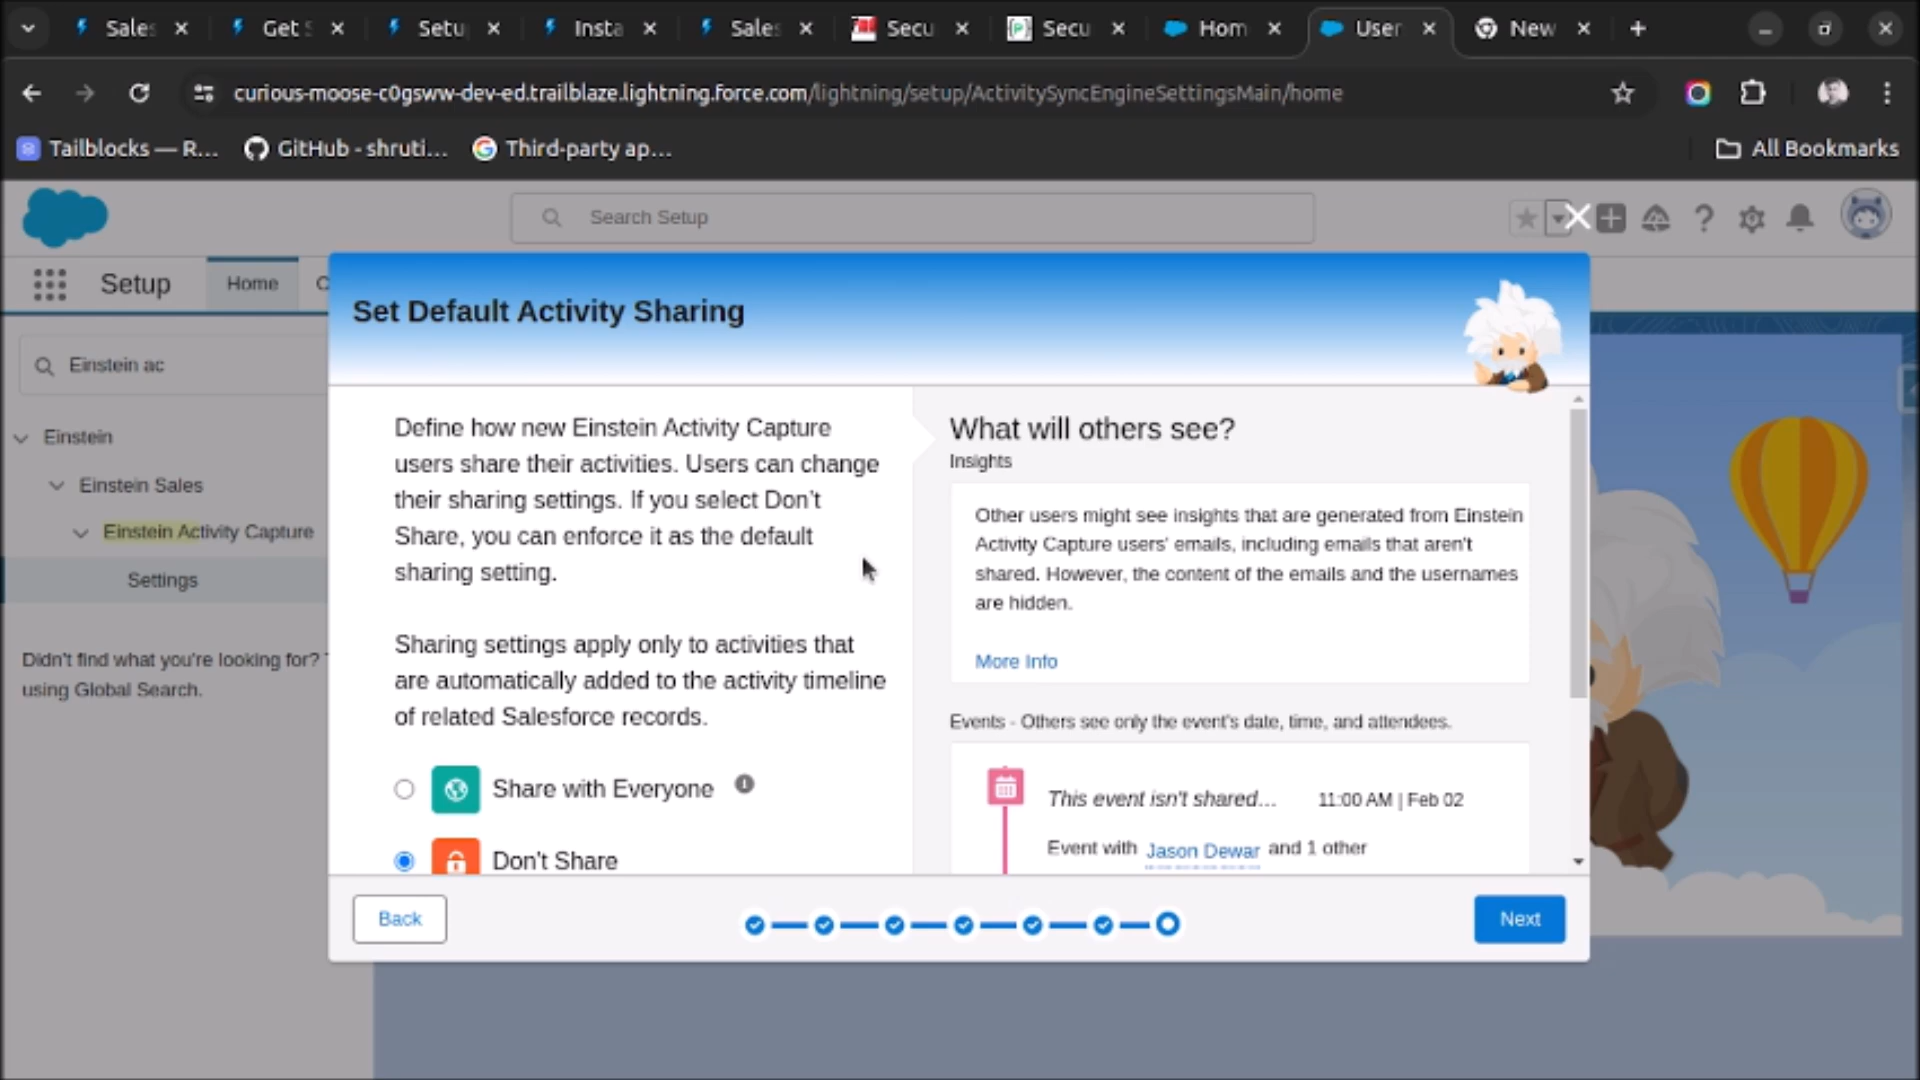 Sales
Get S
Setu
Insta
Sales
Secu
Secu
Hom
User
New
curious-moose-c0gsww-dev-ed.trailblaze.lightning.force.com/lightning/setup/ActivitySyncEngineSettingsMain/home
Tailblocks — R...
GitHub - shruti...
Third-party ap...
All Bookmarks
Search Setup
Setup
Home
Einstein ac
Einstein
Einstein Sales
Einstein Activity Capture
Settings
Didn't find what you're looking for?
using Global Search.
Set Default Activity Sharing
Define how new Einstein Activity Capture
users share their activities. Users can change
their sharing settings. If you select Don't
Share, you can enforce it as the default
sharing setting.
Sharing settings apply only to activities that
are automatically added to the activity timeline
of related Salesforce records.
Share with Everyone
Don't Share
What will others see?
Insights
Other users might see insights that are generated from Einstein
Activity Capture users' emails, including emails that aren't
shared. However, the content of the emails and the usernames
are hidden.
More Info
Events - Others see only the event's date, time, and attendees.
This event isn't shared... 11:00 AM | Feb 02
Event with Jason Dewar and 1 other
Back
Next